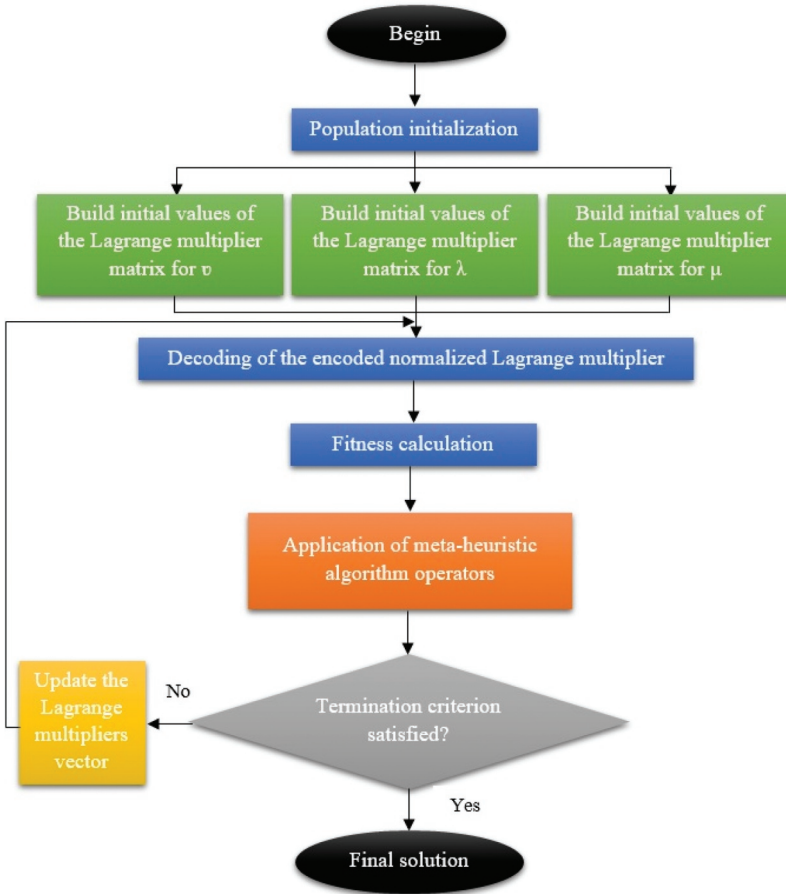 Begin
Population initialization
Build initial values of
the Lagrange multiplier
matrix for υ
Build initial values of
the Lagrange multiplier
matrix for λ
Build initial values of
the Lagrange multiplier
matrix for μ
Decoding of the encoded normalized Lagrange multiplier
Fitness calculation
Application of meta-heuristic
algorithm operators
Termination criterion
satisfied?
No
Update the
Lagrange
multipliers
vector
Yes
Final solution